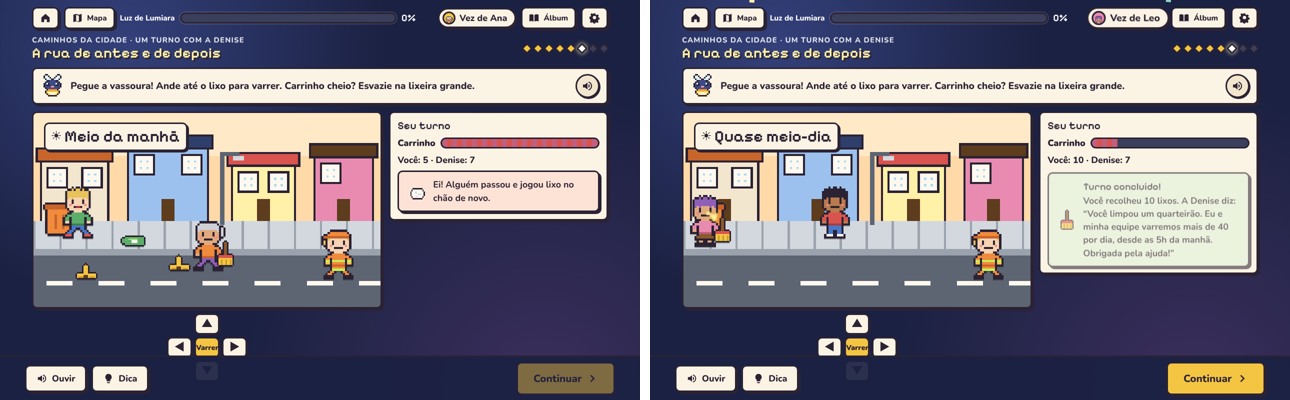 Mapa
Luz de Lumiara
0%
Vez de Ana
Álbum
CAMINHOS DA CIDADE · UM TURNO COM A DENISE
A rua de antes e de depois
Pegue a vassoura! Ande até o lixo para varrer. Carrinho cheio? Esvazie na lixeira grande.
Meio da manhã
Seu turno
Carrinho
Você: 5 · Denise: 7
Ei! Alguém passou e jogou lixo no
chão de novo.
Varrer
Ouvir
Dica
Continuar
Mapa
Luz de Lumiara
0%
Vez de Leo
Álbum
CAMINHOS DA CIDADE · UM TURNO COM A DENISE
A rua de antes e de depois
Pegue a vassoura! Ande até o lixo para varrer. Carrinho cheio? Esvazie na lixeira grande.
Quase meio-dia
Seu turno
Carrinho
Você: 10 · Denise: 7
Turno concluído!
Você recolheu 10 lixos. A Denise diz:
"Você limpou um quarteirão. Eu e
minha equipe varremos mais de 40
por dia, desde as 5h da manhã.
Obrigada pela ajuda!"
Varrer
Ouvir
Dica
Continuar